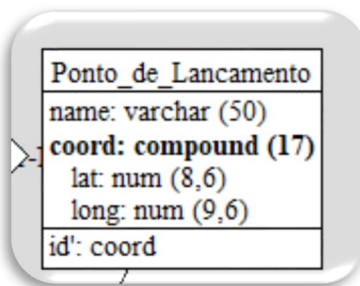 Ponto_de_Lancamento
name: varchar (50)
coord: compound (17)
lat: num (8,6)
long: num (9,6)
id': coord